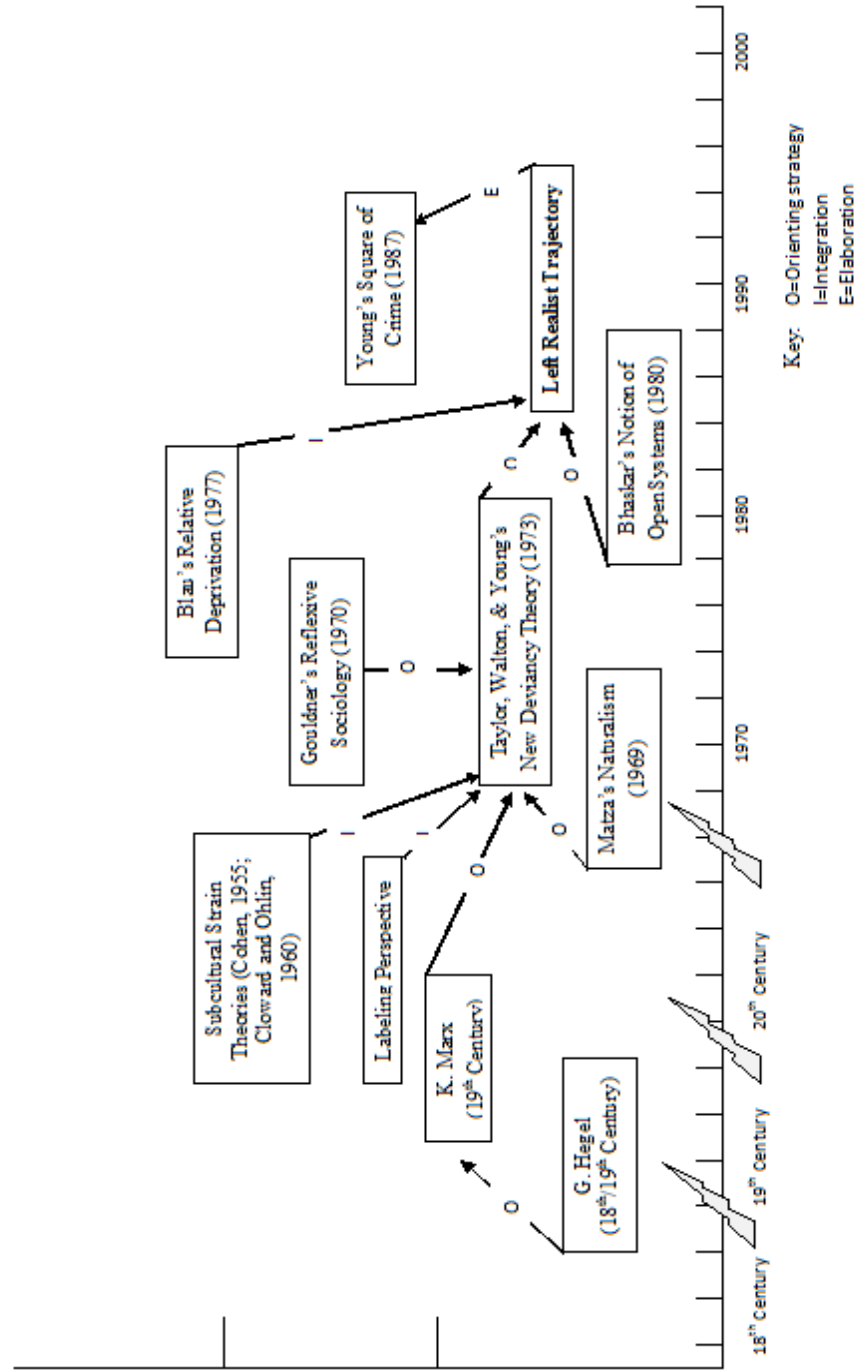 Blau's Relative
Deprivation (1977)
Subcultural Strain
Theories (Cohen, 1955;
Cloward and Ohlin,
1960)
I
Gouldner's Reflexive
Sociology (1970)
Young's Square of
Crime (1987)
I
Labeling Perspective
I
O
E
K. Marx
(19th Century)
O
Taylor, Walton, & Young's
New Deviancy Theory (1973)
O
Left Realist Trajectory
O
O
O
G. Hegel
(18th/19th Century)
Matza's Naturalism
(1969)
Bhaskar's Notion of
Open Systems (1980)
18th Century
19th Century
20th Century
1970
1980
1990
2000
Key: O=Orienting strategy
I=Integration
E=Elaboration